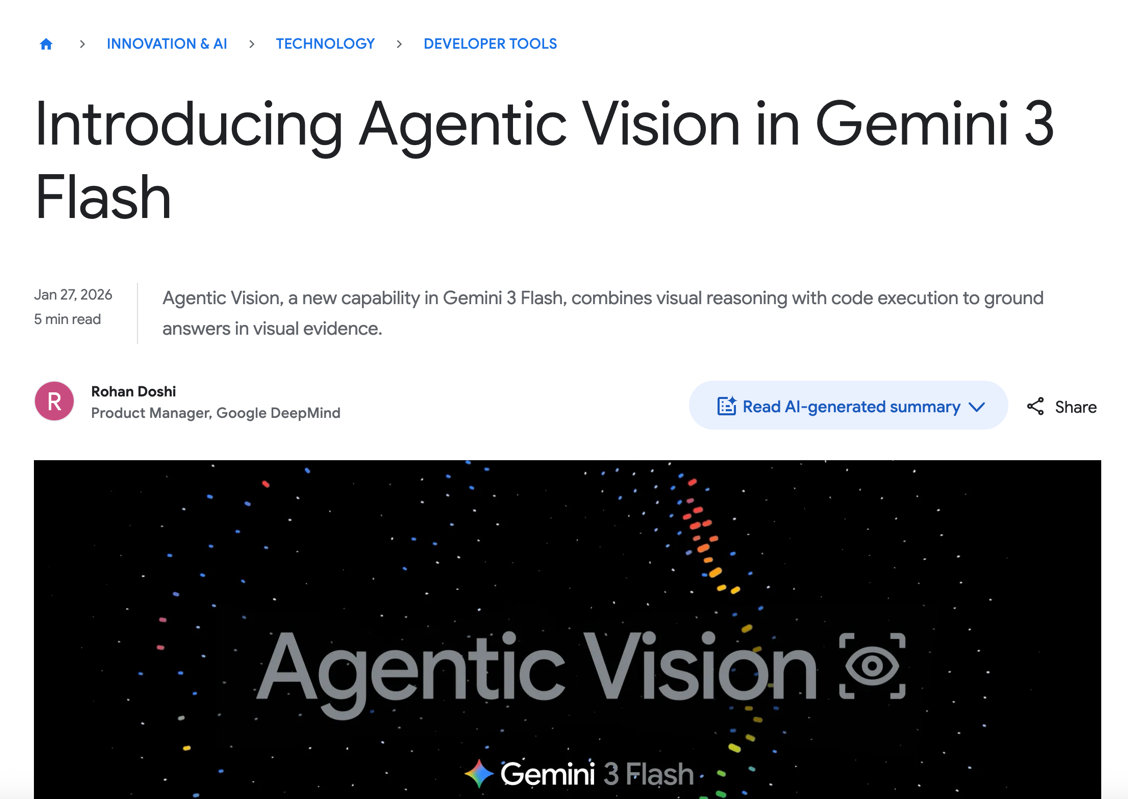 INNOVATION & AI > TECHNOLOGY > DEVELOPER TOOLS
Introducing Agentic Vision in Gemini 3
Flash
Jan 27, 2026
5 min read
Agentic Vision, a new capability in Gemini 3 Flash, combines visual reasoning with code execution to ground
answers in visual evidence.
R
Rohan Doshi
Product Manager, Google DeepMind
Read AI-generated summary
Share
Agentic Vision
Gemini 3 Flash